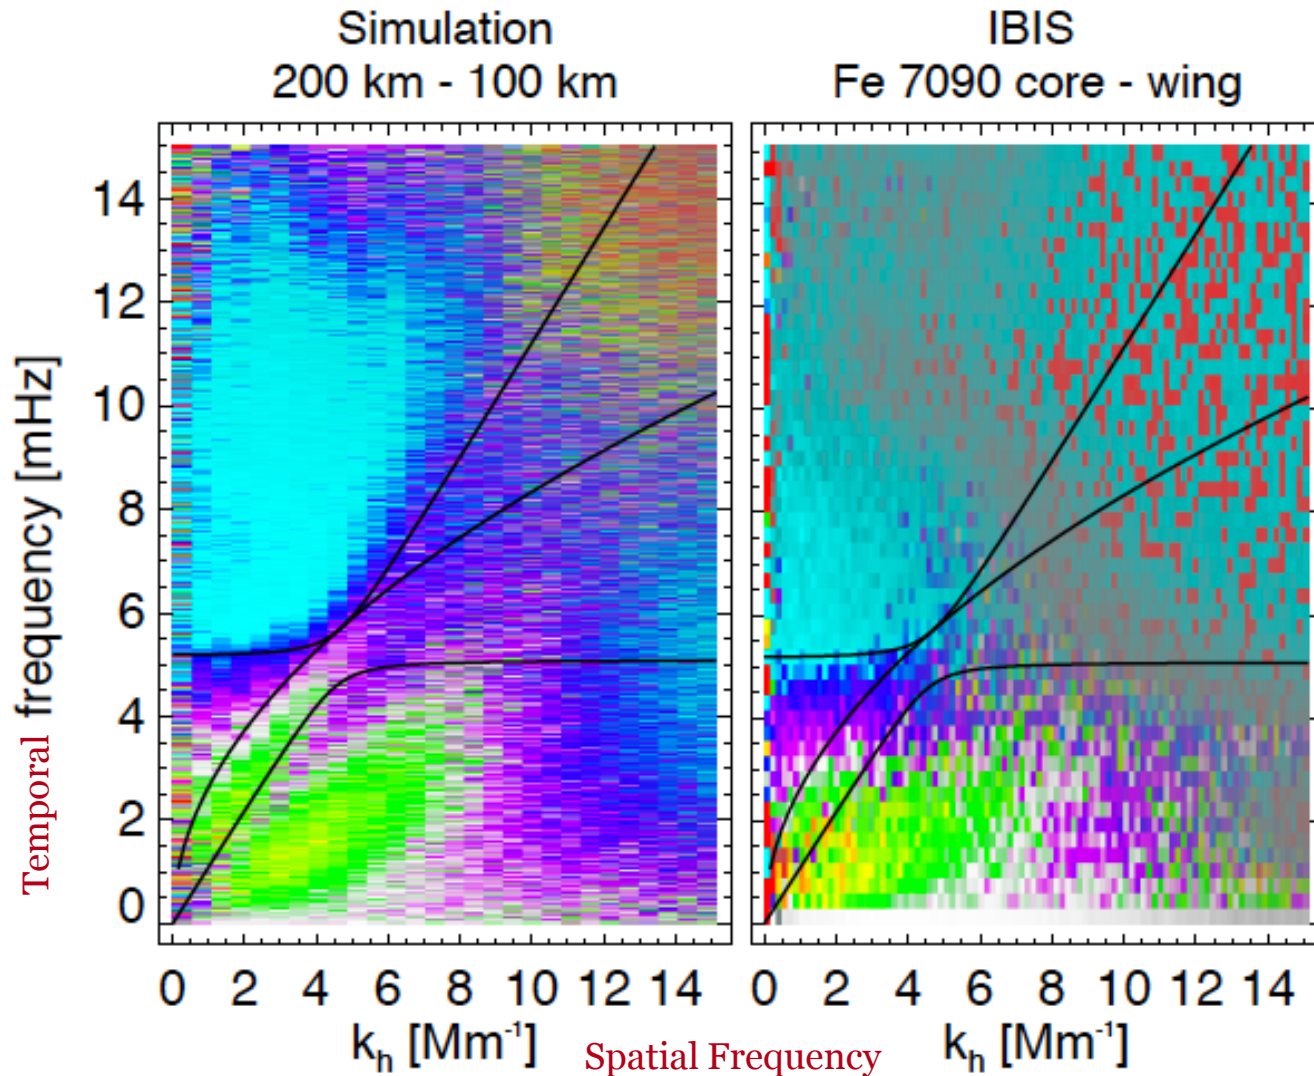 Simulation
200 km - 100 km
IBIS
Fe 7090 core - wing
Temporal frequency [mHz]
14
12
10
8
6
4
2
0
0 2 4 6 8 10 12 14
0 2 4 6 8 10 12 14
kₕ [Mm⁻¹]
Spatial Frequency
kₕ [Mm⁻¹]